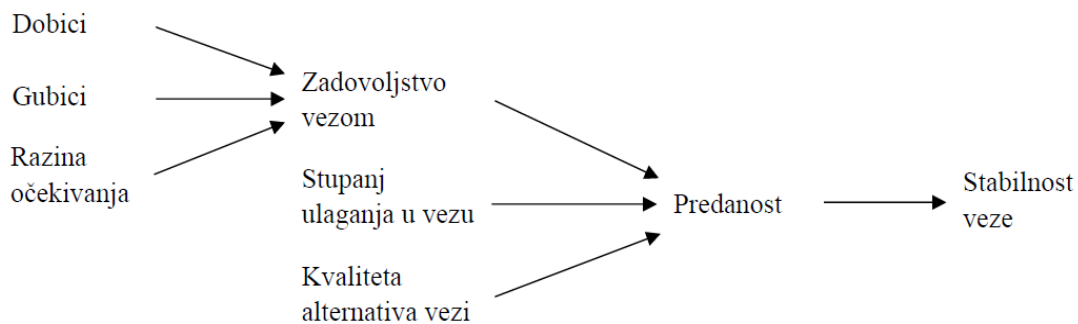 Dobici
Gubici
Razina
očekivanja
Zadovoljstvo
vezom
Stupanj
ulaganja u vezu
Kvaliteta
alternativa vezi
Predanost
Stabilnost
veze